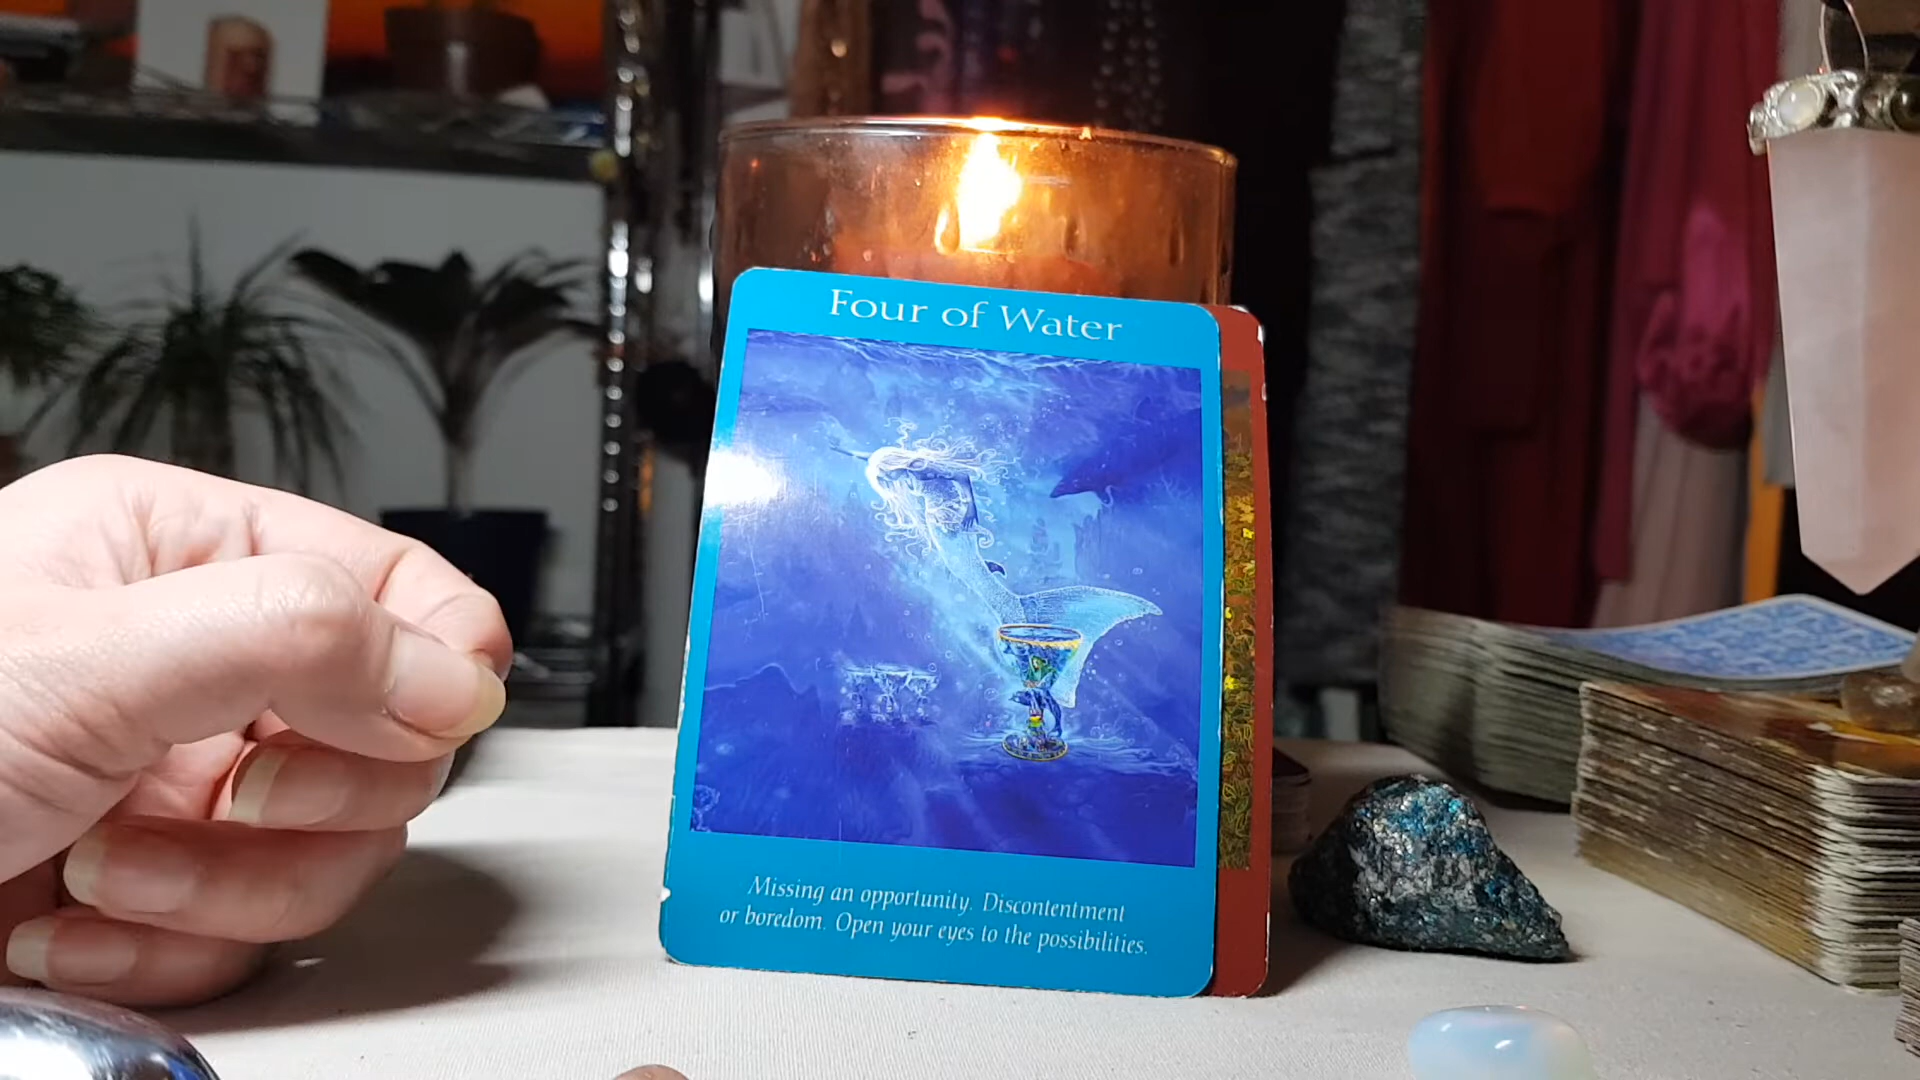 Four of Water
Missing an opportunity. Discontentment
or boredom. Open your eyes to the possibilities.